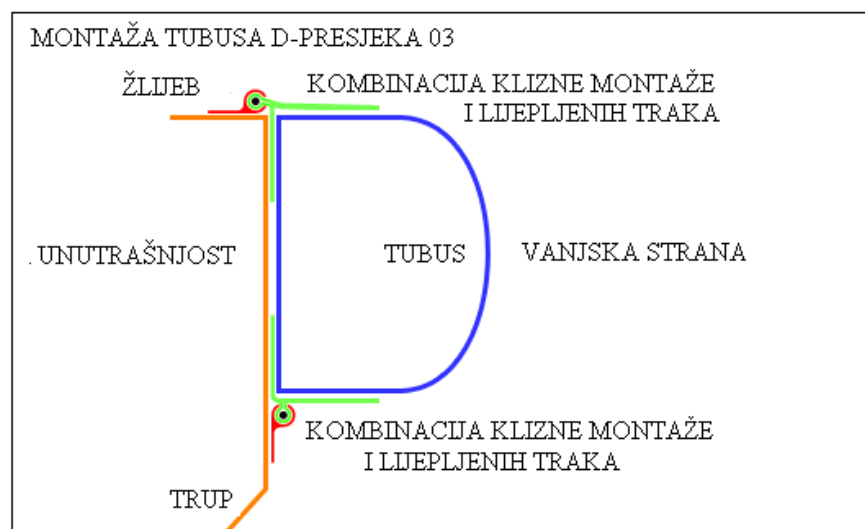 MONTAŽA TUBUSA D-PRESJEKA 03
ŽLIJEB
KOMBINACIJA KLIZNE MONTAŽE
I LIJEPLJENIH TRAKA
. UNUTRAŠNJOST
TUBUS
VANJSKA STRANA
KOMBINACIJA KLIZNE MONTAŽE
I LIJEPLJENIH TRAKA
TRUP